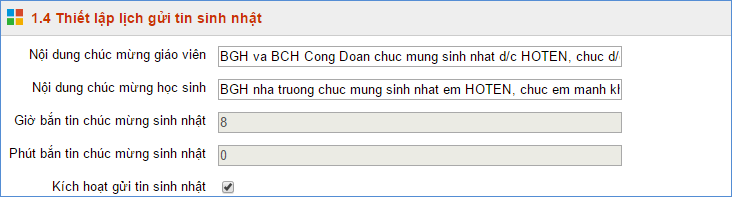 1.4 Thiết lập lịch gửi tin sinh nhật
Nội dung chúc mừng giáo viên BGH va BCH Cong Doan chuc mung sinh nhat d/c HOTEN, chuc d/
Nội dung chúc mừng học sinh BGH nha truong chuc mung sinh nhat em HOTEN, chuc em manh
Giờ bắn tin chúc mừng sinh nhật 8
Phút bắn tin chúc mừng sinh nhật 0
Kích hoạt gửi tin sinh nhật